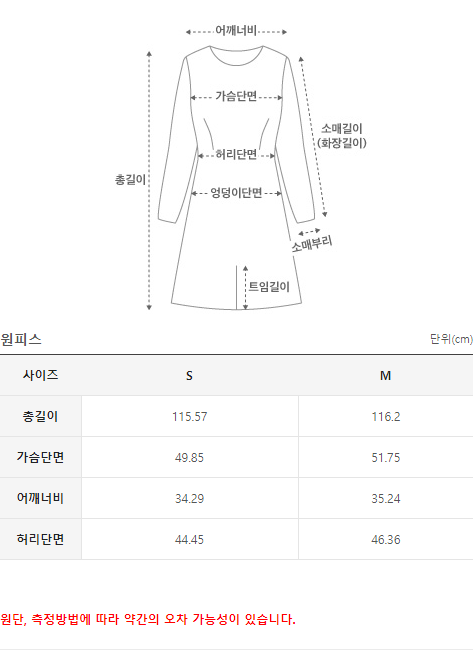 어깨너비
가슴단면
소매길이
(화장길이)
허리단면
총길이
엉덩이단면
소매부리
트임길이
원피스 단위(cm)
사이즈 S M
총길이 115.57 116.2
가슴단면 49.85 51.75
어깨너비 34.29 35.24
허리단면 44.45 46.36
원단, 측정방법에 따라 약간의 오차 가능성이 있습니다.